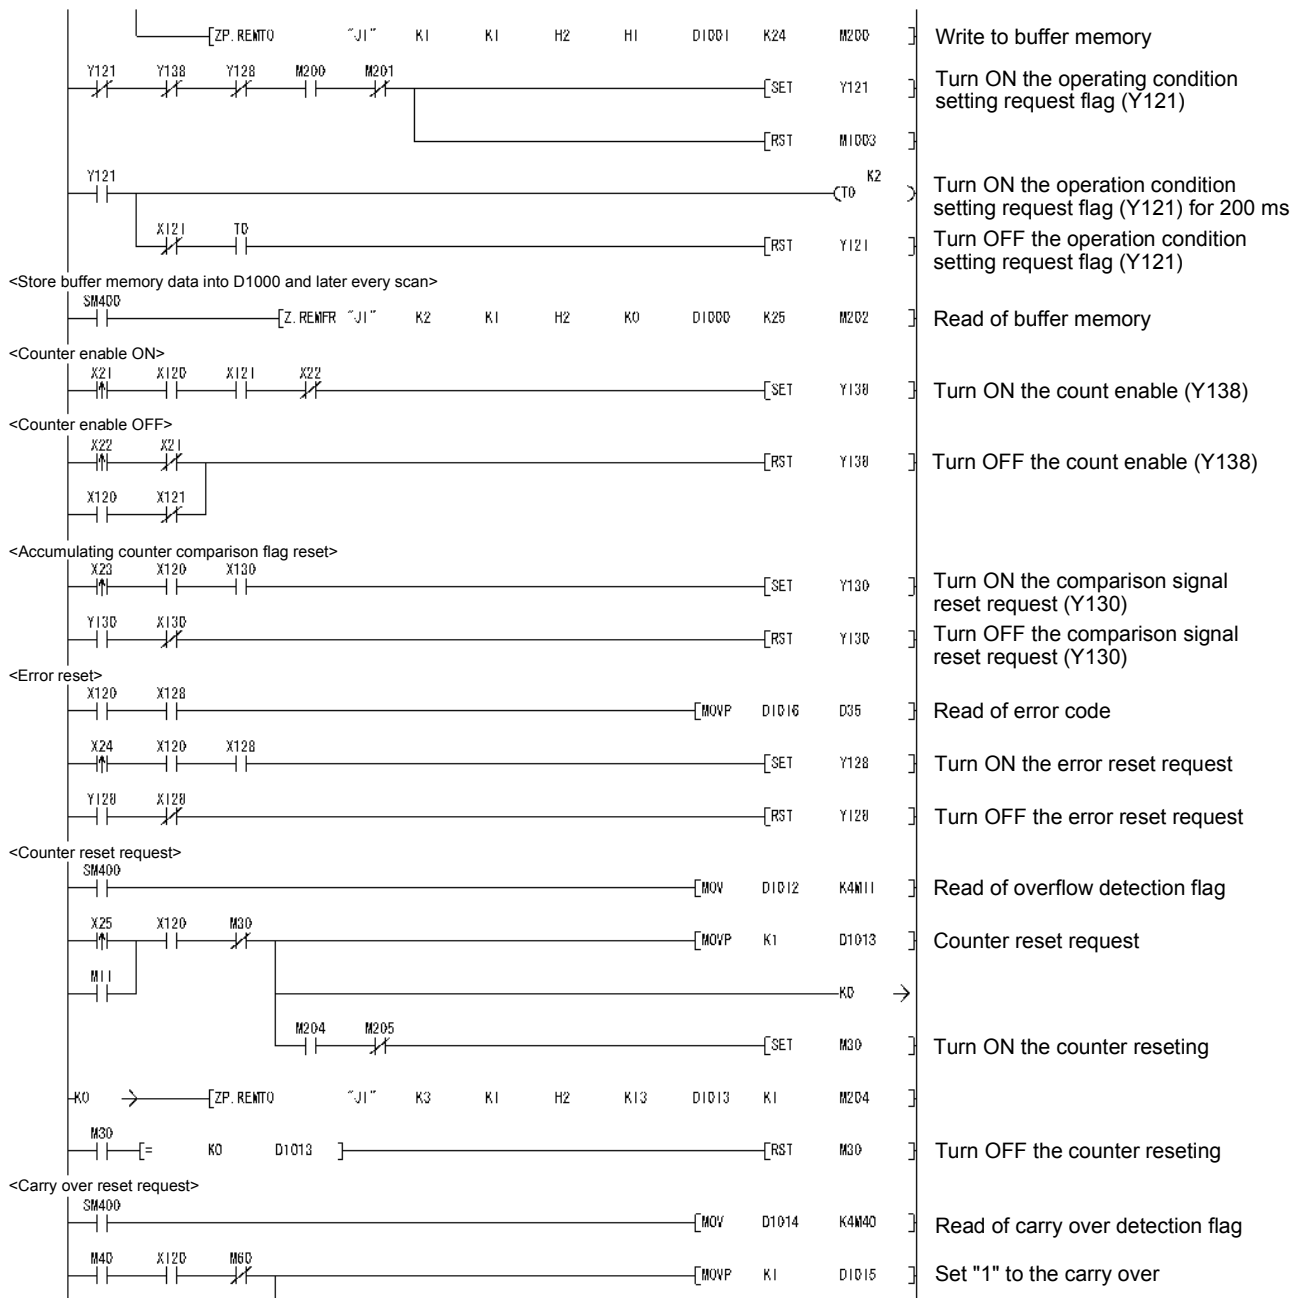 [ZP.REMTO "J1" K1 K1 H2 H1 D1001 K24 M200 ] Write to buffer memory
Y121 Y138 Y128 M200 M201
[SET Y121 ] Turn ON the operating condition
setting request flag (Y121)
[RST M1003 ]
Y121 K2
(T0 ) Turn ON the operation condition
setting request flag (Y121) for 200 ms
X121 T0
[RST Y121 ] Turn OFF the operation condition
setting request flag (Y121)
<Store buffer memory data into D1000 and later every scan>
SM400
[Z.REMFR "J1" K2 K1 H2 K0 D1000 K25 M202 ] Read of buffer memory
<Counter enable ON>
X21 X120 X121 X22
[SET Y138 ] Turn ON the count enable (Y138)
<Counter enable OFF>
X22 X21
[RST Y138 ] Turn OFF the count enable (Y138)
X120 X121
<Accumulating counter comparison flag reset>
X23 X120 X130
[SET Y130 ] Turn ON the comparison signal
reset request (Y130)
Y130 X130
[RST Y130 ] Turn OFF the comparison signal
reset request (Y130)
<Error reset>
X120 X128
[MOVP D1016 D35 ] Read of error code
X24 X120 X128
[SET Y128 ] Turn ON the error reset request
Y128 X128
[RST Y128 ] Turn OFF the error reset request
<Counter reset request>
SM400
[MOV D1012 K4M11 ] Read of overflow detection flag
X25 X120 M30
[MOVP K1 D1013 ] Counter reset request
M11
K0
M204 M205
[SET M30 ] Turn ON the counter reseting
K0 [ZP.REMTO "J1" K3 K1 H2 K13 D1013 K1 M204 ]
M30
[= K0 D1013 ] [RST M30 ] Turn OFF the counter reseting
<Carry over reset request>
SM400
[MOV D1014 K4M40 ] Read of carry over detection flag
M40 X120 M60
[MOVP K1 D1015 ] Set "1" to the carry over